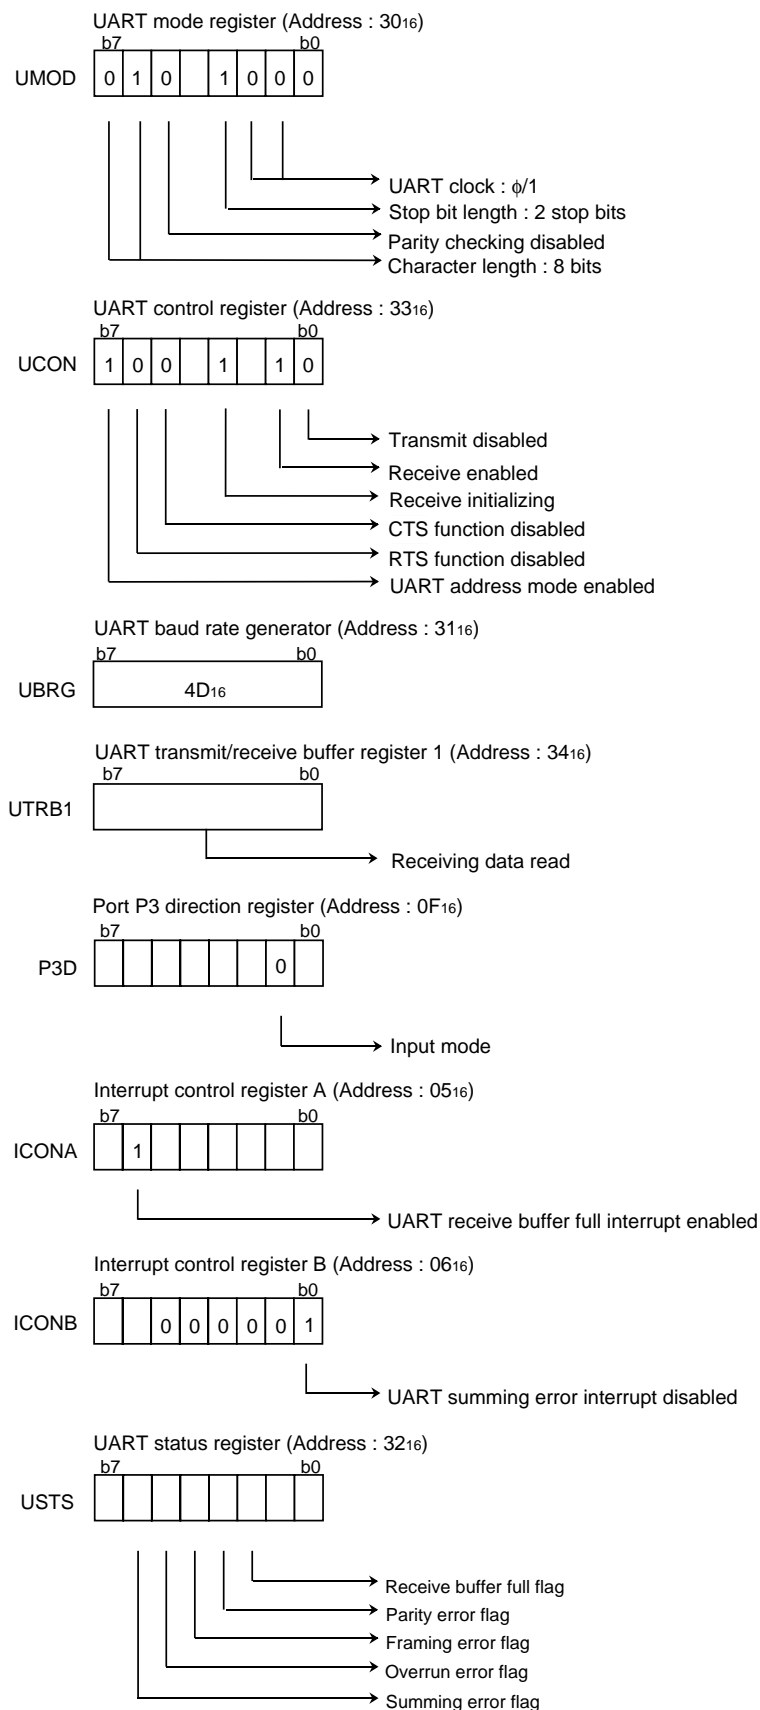 UART mode register (Address : 3016)
b7 b0
UMOD 0 1 0 1 0 0 0
UART clock : ϕ/1
Stop bit length : 2 stop bits
Parity checking disabled
Character length : 8 bits
UART control register (Address : 3316)
b7 b0
UCON 1 0 0 1 1 0
Transmit disabled
Receive enabled
Receive initializing
CTS function disabled
RTS function disabled
UART address mode enabled
UART baud rate generator (Address : 3116)
b7 b0
UBRG 4D16
UART transmit/receive buffer register 1 (Address : 3416)
b7 b0
UTRB1
Receiving data read
Port P3 direction register (Address : 0F16)
b7 b0
P3D 0
Input mode
Interrupt control register A (Address : 0516)
b7 b0
ICONA 1
UART receive buffer full interrupt enabled
Interrupt control register B (Address : 0616)
b7 b0
ICONB 0 0 0 0 0 1
UART summing error interrupt disabled
UART status register (Address : 3216)
b7 b0
USTS
Receive buffer full flag
Parity error flag
Framing error flag
Overrun error flag
Summing error flag